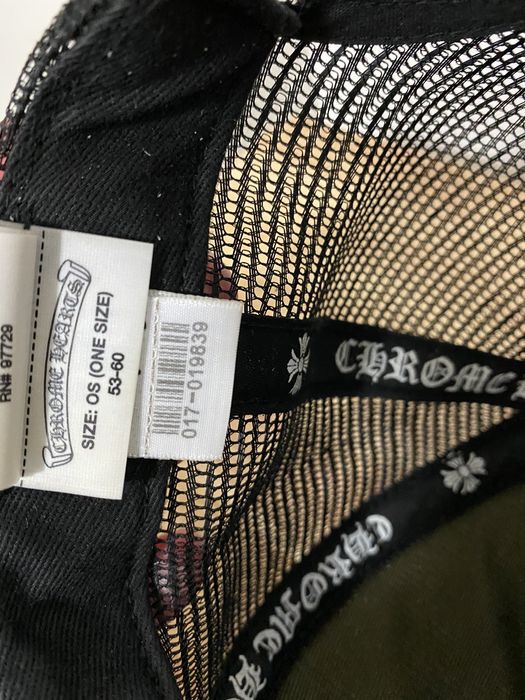 RN# 97729
CHROME HEARTS
SIZE: OS (ONE SIZE)
53-60
017-019839
CHROME
CHROME